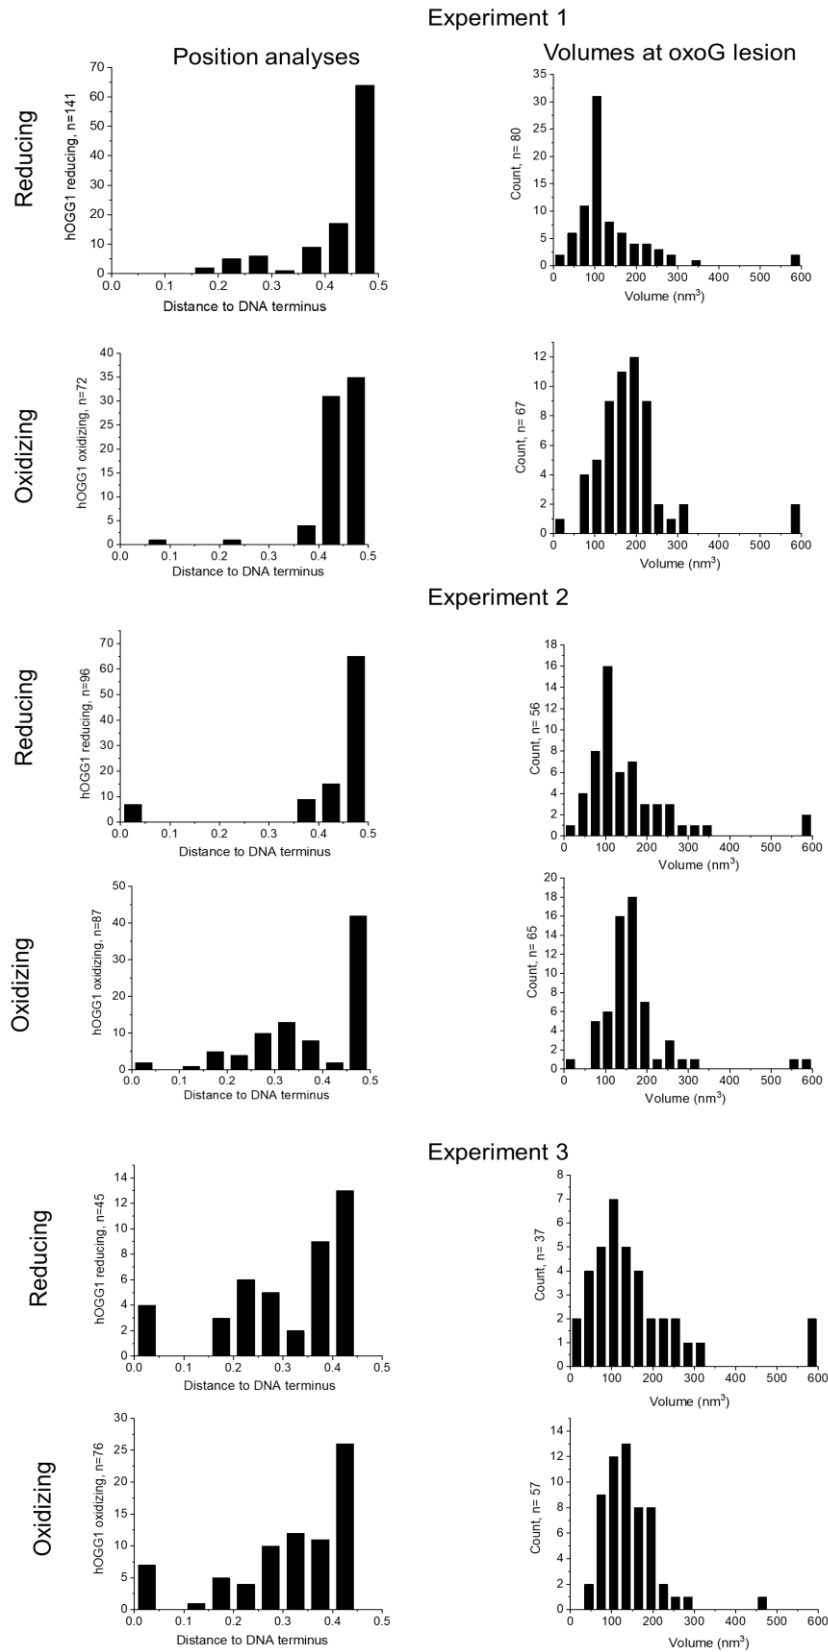 Experiment 1
Position analyses
Volumes at oxoG lesion
Reducing
hOGG1 reducing, n=141
70
60
50
40
30
20
10
0
0.0 0.1 0.2 0.3 0.4 0.5
Distance to DNA terminus
Count, n= 80
35
30
25
20
15
10
5
0
0 100 200 300 400 500 600
Volume (nm³)
Oxidizing
hOGG1 oxidizing, n=72
40
35
30
25
20
15
10
5
0
0.0 0.1 0.2 0.3 0.4 0.5
Distance to DNA terminus
Count, n= 67
12
10
8
6
4
2
0
0 100 200 300 400 500 600
Volume (nm³)
Experiment 2
Reducing
hOGG1 reducing, n=96
70
60
50
40
30
20
10
0
0.0 0.1 0.2 0.3 0.4 0.5
Distance to DNA terminus
Count, n= 56
18
16
14
12
10
8
6
4
2
0
0 100 200 300 400 500 600
Volume (nm³)
Oxidizing
hOGG1 oxidizing, n=87
50
40
30
20
10
0
0.0 0.1 0.2 0.3 0.4 0.5
Distance to DNA terminus
Count, n= 65
20
18
16
14
12
10
8
6
4
2
0
0 100 200 300 400 500 600
Volume (nm³)
Experiment 3
Reducing
hOGG1 reducing, n=45
14
12
10
8
6
4
2
0
0.0 0.1 0.2 0.3 0.4 0.5
Distance to DNA terminus
Count, n= 37
8
7
6
5
4
3
2
1
0
0 100 200 300 400 500 600
Volume (nm³)
Oxidizing
hOGG1 oxidizing, n=76
30
25
20
15
10
5
0
0.0 0.1 0.2 0.3 0.4 0.5
Distance to DNA terminus
Count, n= 57
14
12
10
8
6
4
2
0
0 100 200 300 400 500 600
Volume (nm³)